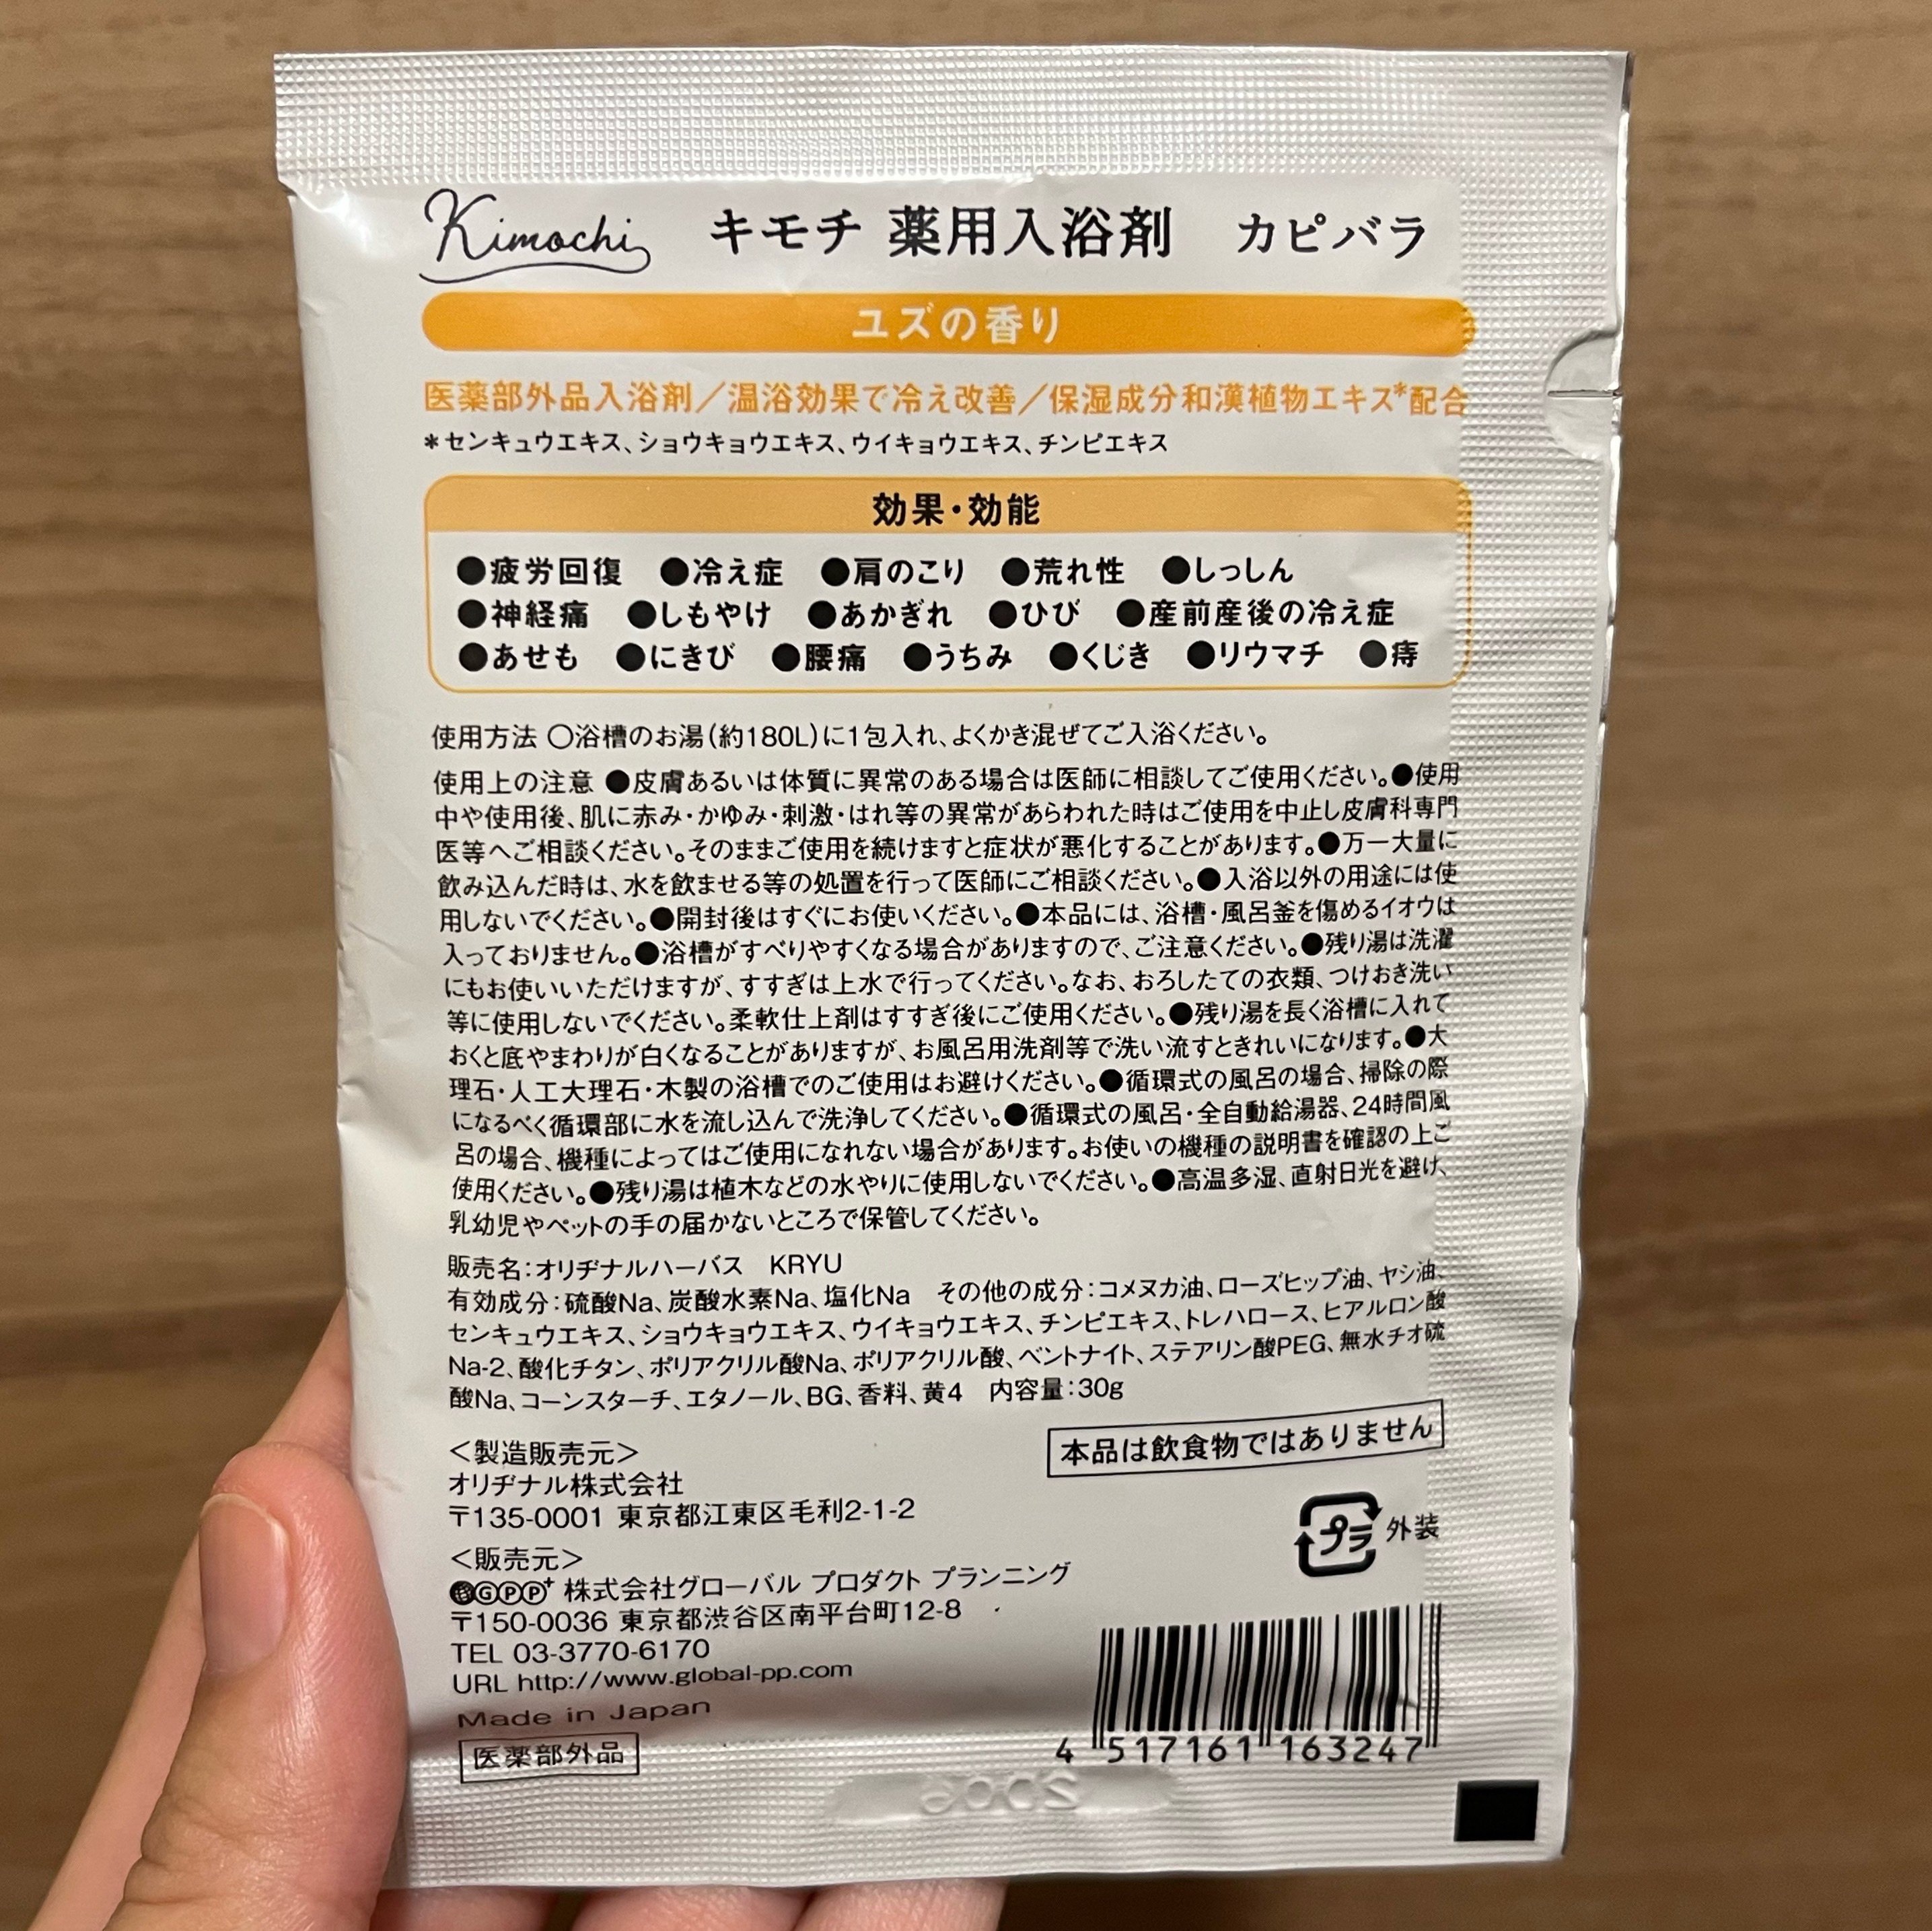 Kimochi キモチ 薬用入浴剤 カピバラ
ユズの香り
医薬部外品入浴剤／温浴効果で冷え改善／保湿成分和漢植物エキス*配合
*センキュウエキス、ショウキョウエキス、ウイキョウエキス、チンピエキス
効果・効能
●疲労回復 ●冷え症 ●肩のこり ●荒れ性 ●しっしん
●神経痛 ●しもやけ ●あかぎれ ●ひび ●産前産後の冷え症
●あせも ●にきび ●腰痛 ●うちみ ●くじき ●リウマチ ●痔
使用方法 〇浴槽のお湯(約180L)に1包入れ、よくかき混ぜてご入浴ください。
使用上の注意 ●皮膚あるいは体質に異常のある場合は医師に相談してご使用ください。●使用
中や使用後、肌に赤み・かゆみ・刺激・はれ等の異常があらわれた時はご使用を中止し皮膚科専門
医等へご相談ください。そのままご使用を続けますと症状が悪化することがあります。●万一大量に
飲み込んだ時は、水を飲ませる等の処置を行って医師にご相談ください。●入浴以外の用途には使
用しないでください。●開封後はすぐにお使いください。●本品には、浴槽・風呂釜を傷めるイオウは
入っておりません。●浴槽がすべりやすくなる場合がありますので、ご注意ください。●残り湯は洗濯
にもお使いいただけますが、すすぎは上水で行ってください。なお、おろしたての衣類、つけおき洗い
等に使用しないでください。柔軟仕上剤はすすぎ後にご使用ください。●残り湯を長く浴槽に入れて
おくと底やまわりが白くなることがありますが、お風呂用洗剤等で洗い流すときれいになります。●大
理石・人工大理石・木製の浴槽でのご使用はお避けください。●循環式の風呂の場合、掃除の際
になるべく循環部に水を流し込んで洗浄してください。●循環式の風呂・全自動給湯器、24時間風
呂の場合、機種によってはご使用になれない場合があります。お使いの機種の説明書を確認の上ご
使用ください。●残り湯は植木などの水やりに使用しないでください。●高温多湿、直射日光を避け、
乳幼児やペットの手の届かないところで保管してください。
販売名：オリヂナルハーバス KRYU
有効成分：硫酸Na、炭酸水素Na、塩化Na その他の成分：コメヌカ油、ローズヒップ油、ヤシ油、
センキュウエキス、ショウキョウエキス、ウイキョウエキス、チンピエキス、トレハロース、ヒアルロン酸
Na-2、酸化チタン、ポリアクリル酸Na、ポリアクリル酸、ベントナイト、ステアリン酸PEG、無水チオ硫
酸Na、コーンスターチ、エタノール、BG、香料、黄4 内容量：30g
本品は飲食物ではありません
＜製造販売元＞
オリヂナル株式会社
〒135-0001 東京都江東区毛利2-1-2
プラ 外装
＜販売元＞
GPP+ 株式会社グローバル プロダクト プランニング
〒150-0036 東京都渋谷区南平台町12-8
TEL 03-3770-6170
URL http://www.global-pp.com
Made in Japan
医薬部外品
4 517161 163247